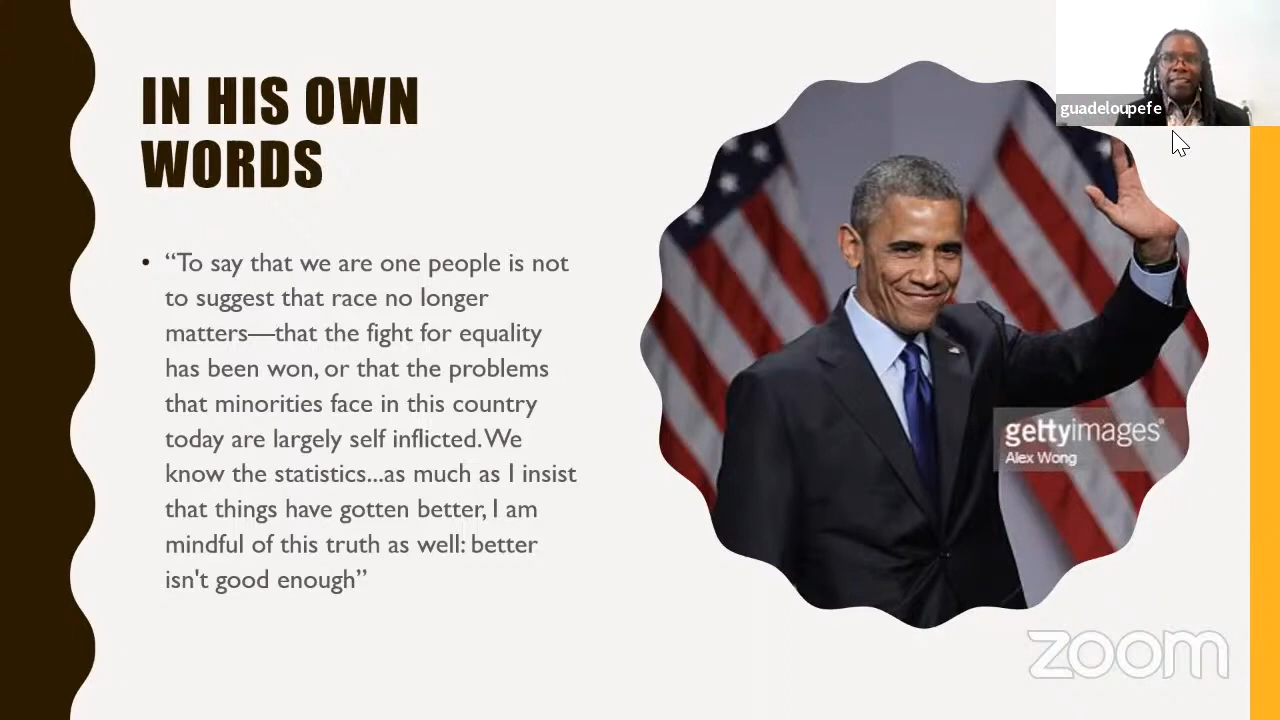 IN HIS OWN
WORDS
• “To say that we are one people is not
to suggest that race no longer
matters—that the fight for equality
has been won, or that the problems
that minorities face in this country
today are largely self inflicted. We
know the statistics...as much as I insist
that things have gotten better, I am
mindful of this truth as well: better
isn't good enough”
guadeloupefe
gettyimages®
Alex Wong
zoom